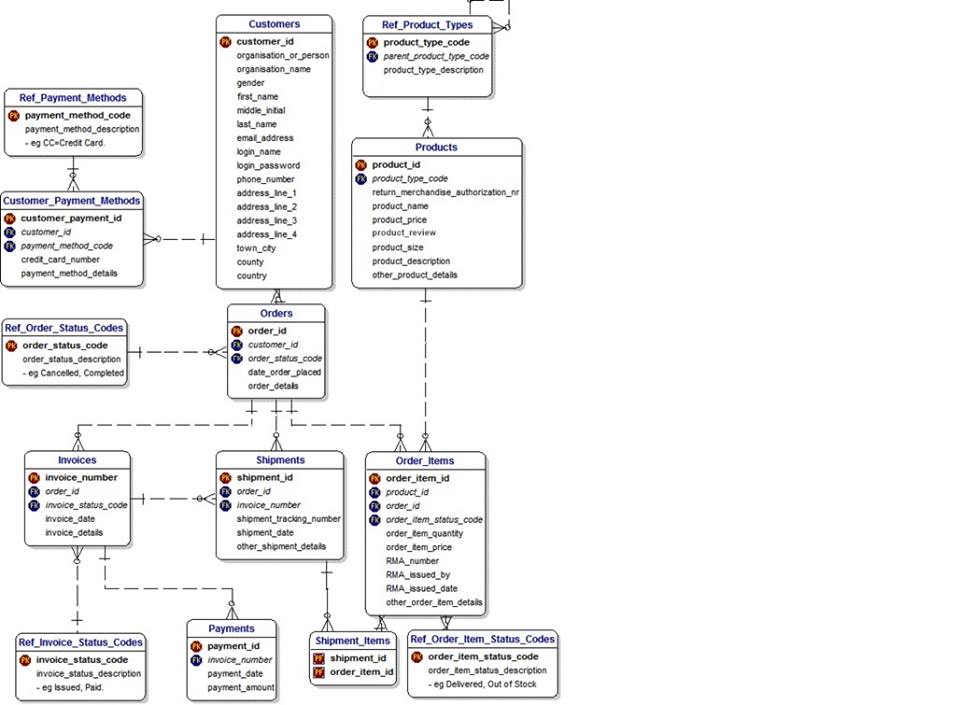 Customers
PK customer_id
organisation_or_person
organisation_name
gender
first_name
middle_initial
last_name
email_address
login_name
login_password
phone_number
address_line_1
address_line_2
address_line_3
address_line_4
town_city
county
country
Ref_Product_Types
PK product_type_code
FK parent_product_type_code
product_type_description
Ref_Payment_Methods
PK payment_method_code
payment_method_description
- eg CC=Credit Card.
Products
PK product_id
FK product_type_code
return_merchandise_authorization_nr
product_name
product_price
product_review
product_size
product_description
other_product_details
Customer_Payment_Methods
PK customer_payment_id
FK customer_id
FK payment_method_code
credit_card_number
payment_method_details
Orders
PK order_id
FK customer_id
FK order_status_code
date_order_placed
order_details
Ref_Order_Status_Codes
PK order_status_code
order_status_description
- eg Cancelled, Completed
Invoices
PK invoice_number
FK order_id
FK invoice_status_code
invoice_date
invoice_details
Shipments
PK shipment_id
FK order_id
FK invoice_number
shipment_tracking_number
shipment_date
other_shipment_details
Order_Items
PK order_item_id
FK product_id
FK order_id
FK order_item_status_code
order_item_quantity
order_item_price
RMA_number
RMA_issued_by
RMA_issued_date
other_order_item_details
Ref_Invoice_Status_Codes
PK invoice_status_code
invoice_status_description
- eg Issued, Paid.
Payments
PK payment_id
FK invoice_number
payment_date
payment_amount
Shipment_Items
PF shipment_id
PF order_item_id
Ref_Order_Item_Status_Codes
PK order_item_status_code
order_item_status_description
- eg Delivered, Out of Stock